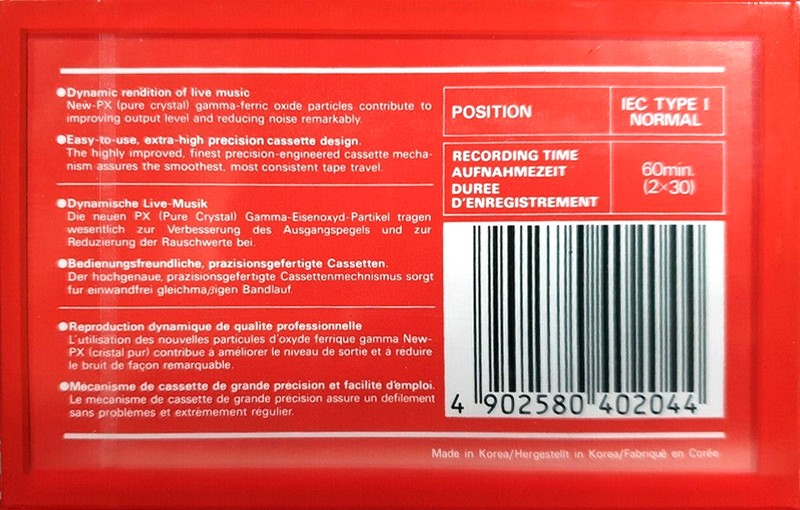 ●Dynamic rendition of live music
New-PX (pure crystal) gamma-ferric oxide particles contribute to
improving output level and reducing noise remarkably.
●Easy-to-use, extra-high precision cassette design.
The highly improved, finest precision-engineered cassette mecha-
nism assures the smoothest, most consistent tape travel.
●Dynamische Live-Musik
Die neuen PX (Pure Crystal) Gamma-Eisenoxyd-Partikel tragen
wesentlich zur Verbesserung des Ausgangspegels und zur
Reduzierung der Rauschwerte bei.
●Bedienungsfreundliche, prazisionsgefertigte Cassetten.
Der hochgenaue, prazisionsgefertigte Cassettenmechnismus sorgt
fur einwandfrei gleichmaßigen Bandlauf.
●Reproduction dynamique de qualite professionnelle
L'utilisation des nouvelles particules d'oxyde ferrique gamma New-
PX (cristal pur) contribue à améliorer le niveau de sortie et à réduire
le bruit de façon remarquable.
●Mécanisme de cassette de grande précision et facilite d'emploi.
Le mécanisme de cassette de grande précision assure un défilement
sans problèmes et extrêmement régulier.
POSITION
IEC TYPE I
NORMAL
RECORDING TIME
AUFNAHMEZEIT
DUREE
D'ENREGISTREMENT
60min.
(2×30)
4 902580 402044
Made in Korea/Hergestellt in Korea/Fabriqué en Corée